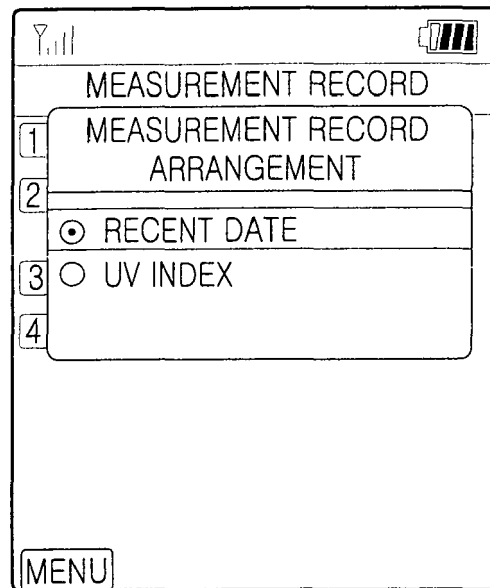 MEASUREMENT RECORD
1
MEASUREMENT RECORD
ARRANGEMENT
2
RECENT DATE
3
UV INDEX
4
MENU